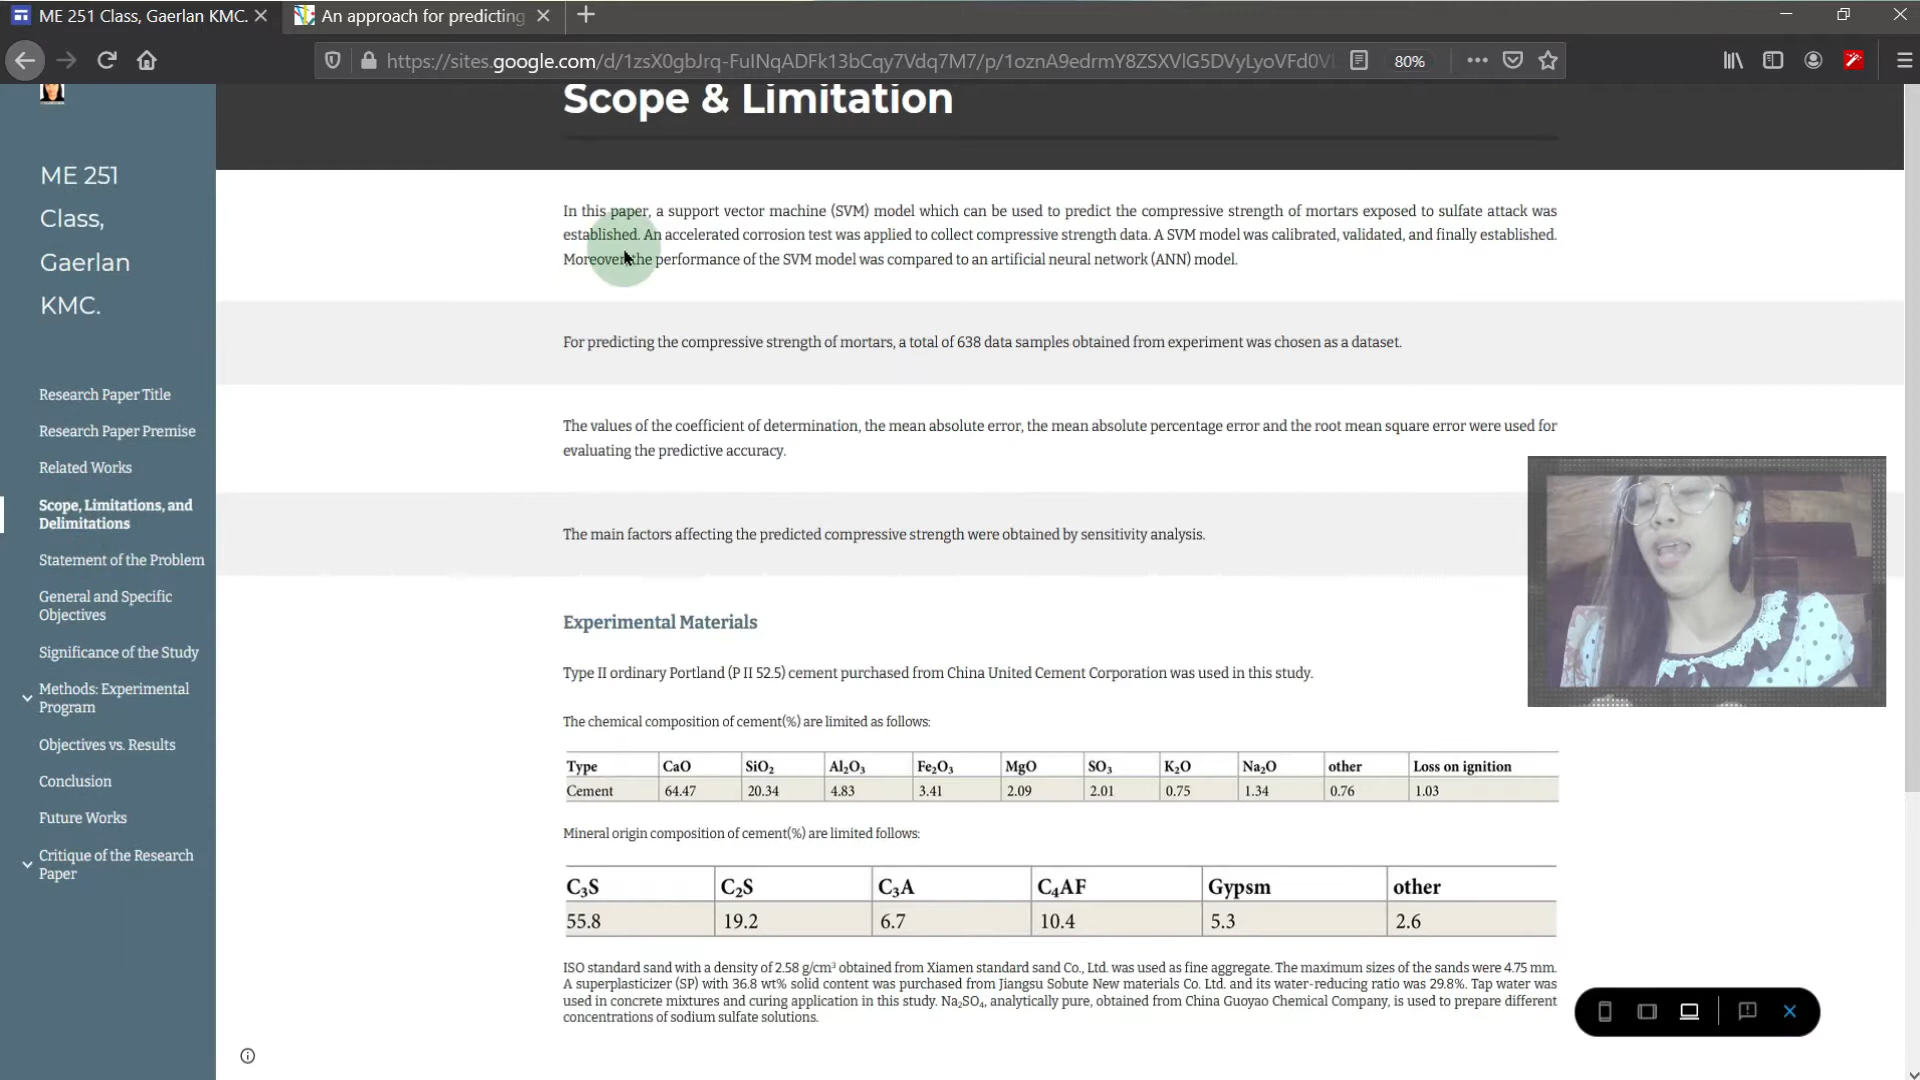 ME 251 Class, Gaerlan KMC.
An approach for predicting
https://sites.google.com/d/1zsX0gbJrq-FuINqADFk13bCqy7Vdq7M7/p/1oznA9edrmY8ZSXVlG5DVyLyoVFd0V
80%
ME 251
Class,
Gaerlan
KMC.
Research Paper Title
Research Paper Premise
Related Works
Scope, Limitations, and
Delimitations
Statement of the Problem
General and Specific
Objectives
Significance of the Study
Methods: Experimental
Program
Objectives vs. Results
Conclusion
Future Works
Critique of the Research
Paper
Scope & Limitation
In this paper, a support vector machine (SVM) model which can be used to predict the compressive strength of mortars exposed to sulfate attack was
established. An accelerated corrosion test was applied to collect compressive strength data. A SVM model was calibrated, validated, and finally established.
Moreover, the performance of the SVM model was compared to an artificial neural network (ANN) model.
For predicting the compressive strength of mortars, a total of 638 data samples obtained from experiment was chosen as a dataset.
The values of the coefficient of determination, the mean absolute error, the mean absolute percentage error and the root mean square error were used for
evaluating the predictive accuracy.
The main factors affecting the predicted compressive strength were obtained by sensitivity analysis.
Experimental Materials
Type II ordinary Portland (P II 52.5) cement purchased from China United Cement Corporation was used in this study.
The chemical composition of cement(%) are limited as follows:
Type CaO SiO₂ Al₂O₃ Fe₂O₃ MgO SO₃ K₂O Na₂O other Loss on ignition
Cement 64.47 20.34 4.83 3.41 2.09 2.01 0.75 1.34 0.76 1.03
Mineral origin composition of cement(%) are limited follows:
C₃S C₂S C₃A C₄AF Gypsm other
55.8 19.2 6.7 10.4 5.3 2.6
ISO standard sand with a density of 2.58 g/cm³ obtained from Xiamen standard sand Co., Ltd. was used as fine aggregate. The maximum sizes of the sands were 4.75 mm.
A superplasticizer (SP) with 36.8 wt% solid content was purchased from Jiangsu Sobute New materials Co. Ltd. and its water-reducing ratio was 29.8%. Tap water was
used in concrete mixtures and curing application in this study. Na₂SO₄, analytically pure, obtained from China Guoyao Chemical Company, is used to prepare different
concentrations of sodium sulfate solutions.